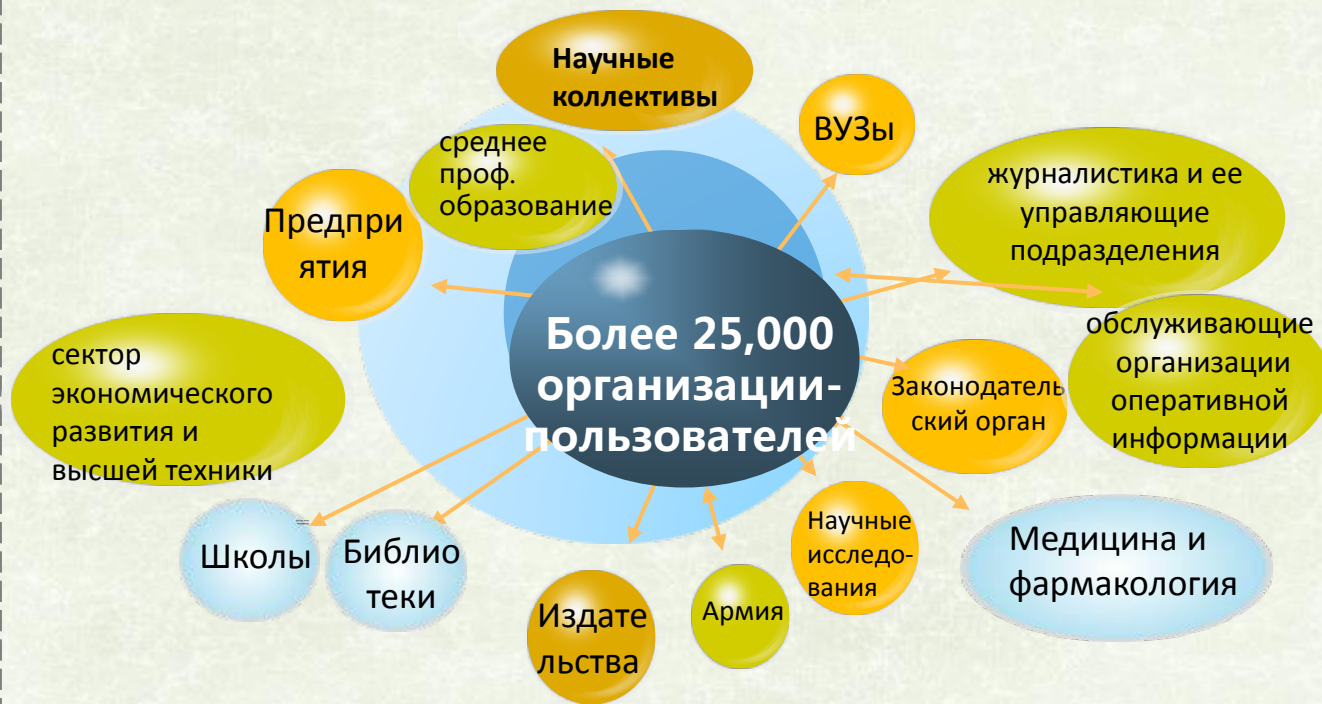 Научные
коллективы
ВУЗы
среднее
проф.
образование
журналистика и ее
управляющие
подразделения
Предпри
ятия
Более 25,000
организации-
пользователей
обслуживающие
организации
оперативной
информации
сектор
экономического
развития и
высшей техники
Законодатель
ский орган
Школы
Библио
теки
Научные
исследо-
вания
Медицина и
фармакология
Издате
льства
Армия